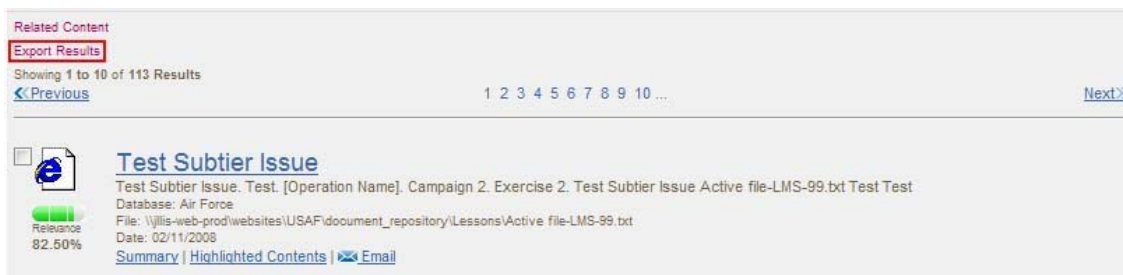 Related Content
Export Results
Showing 1 to 10 of 113 Results
Previous 1 2 3 4 5 6 7 8 9 10 ... Next
Test Subtier Issue
Test Subtier Issue. Test. [Operation Name]. Campaign 2. Exercise 2. Test Subtier Issue Active file-LMS-99.txt Test Test
Database: Air Force
File: \\jllis-web-prod\websites\USAF\document_repository\Lessons\Active file-LMS-99.txt
Relevance
Date: 02/11/2008
82.50%
Summary | Highlighted Contents | Email